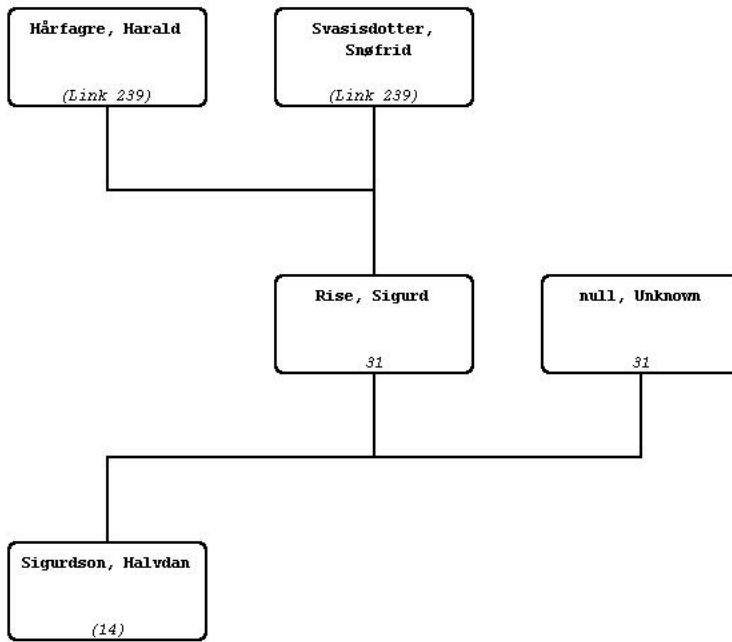 Hårfagre, Harald
(Link 239)
Svasisdotter,
Snøfrid
(Link 239)
Rise, Sigurd
31
null, Unknown
31
Sigurdson, Halvdan
(14)